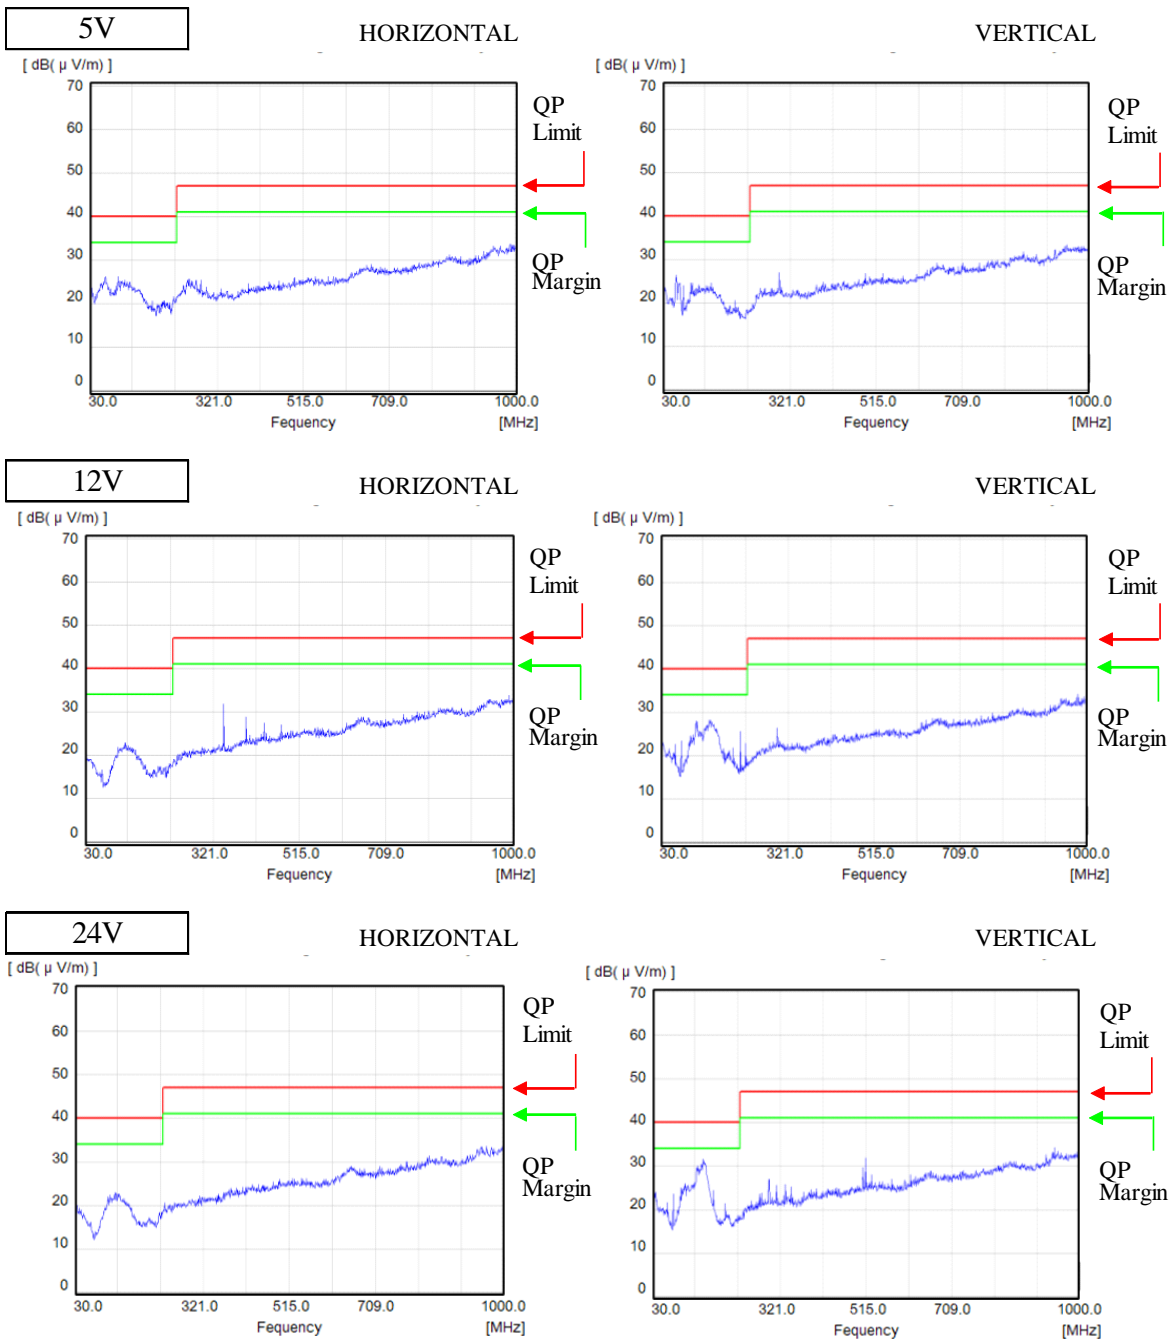 5V
HORIZONTAL
VERTICAL
[ dB( μ V/m) ]
70
60
50
40
30
20
10
0
30.0 321.0 515.0 709.0 1000.0
Fequency [MHz]
QP
Limit
QP
Margin
[ dB( μ V/m) ]
70
60
50
40
30
20
10
0
30.0 321.0 515.0 709.0 1000.0
Fequency [MHz]
QP
Limit
QP
Margin
12V
HORIZONTAL
VERTICAL
[ dB( μ V/m) ]
70
60
50
40
30
20
10
0
30.0 321.0 515.0 709.0 1000.0
Fequency [MHz]
QP
Limit
QP
Margin
[ dB( μ V/m) ]
70
60
50
40
30
20
10
0
30.0 321.0 515.0 709.0 1000.0
Fequency [MHz]
QP
Limit
QP
Margin
24V
HORIZONTAL
VERTICAL
[ dB( μ V/m) ]
70
60
50
40
30
20
10
0
30.0 321.0 515.0 709.0 1000.0
Fequency [MHz]
QP
Limit
QP
Margin
[ dB( μ V/m) ]
70
60
50
40
30
20
10
0
30.0 321.0 515.0 709.0 1000.0
Fequency [MHz]
QP
Limit
QP
Margin